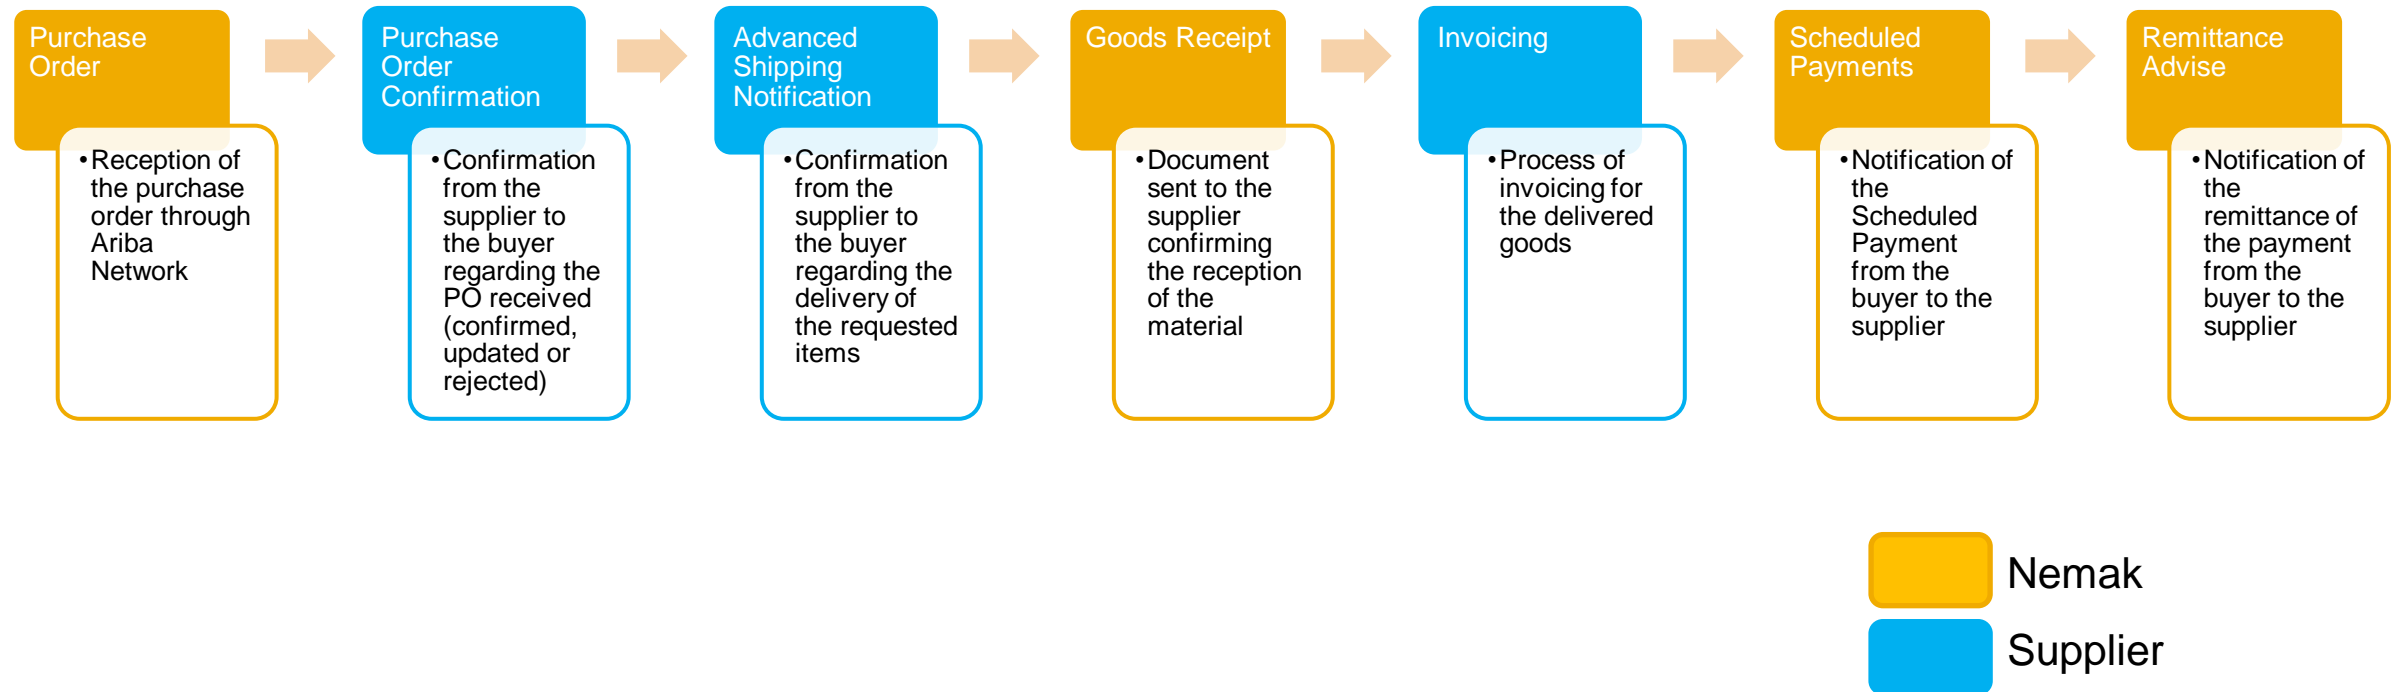 Purchase
Order
•Reception of
the purchase
order through
Ariba
Network
Purchase
Order
Confirmation
•Confirmation
from the
supplier to
the buyer
regarding the
PO received
(confirmed,
updated or
rejected)
Advanced
Shipping
Notification
•Confirmation
from the
supplier to
the buyer
regarding the
delivery of
the requested
items
Goods Receipt
•Document
sent to the
supplier
confirming
the reception
of the
material
Invoicing
•Process of
invoicing for
the delivered
goods
Scheduled
Payments
•Notification of
the
Scheduled
Payment
from the
buyer to the
supplier
Remittance
Advise
•Notification of
the
remittance of
the payment
from the
buyer to the
supplier
Nemak
Supplier